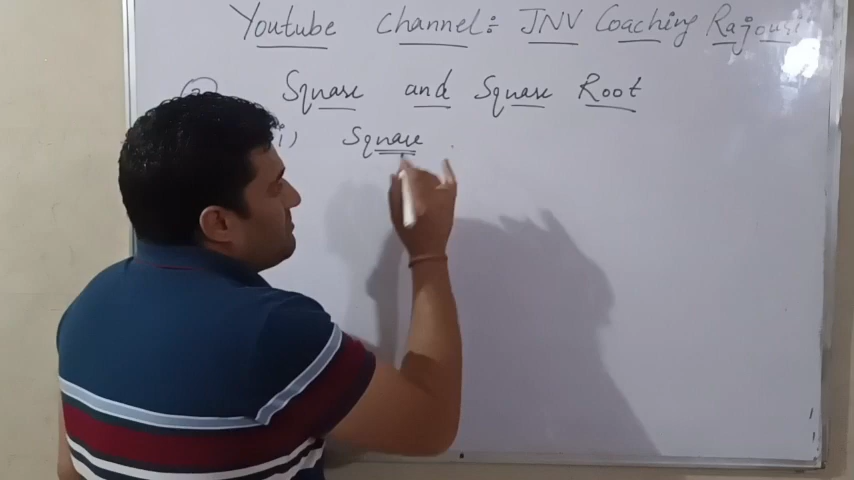 Youtube Channel: JNV Coaching Rajouri
Square and Square Root
i) Square